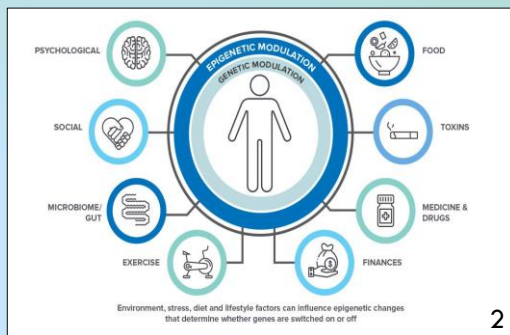 PSYCHOLOGICAL
SOCIAL
MICROBIOME/
GUT
EXERCISE
EPIGENETIC MODULATION
GENETIC MODULATION
FOOD
TOXINS
MEDICINE &
DRUGS
$
FINANCES
Environment, stress, diet and lifestyle factors can influence epigenetic changes
that determine whether genes are switched on or off
2